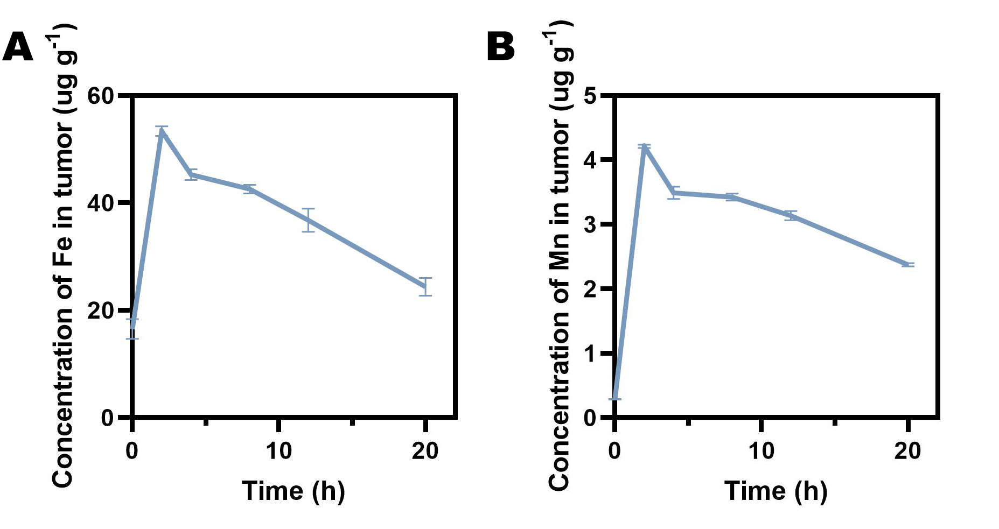 A
Concentration of Fe in tumor (ug g⁻¹)
60
40
20
0
0 10 20
Time (h)
B
Concentration of Mn in tumor (ug g⁻¹)
5
4
3
2
1
0
0 10 20
Time (h)